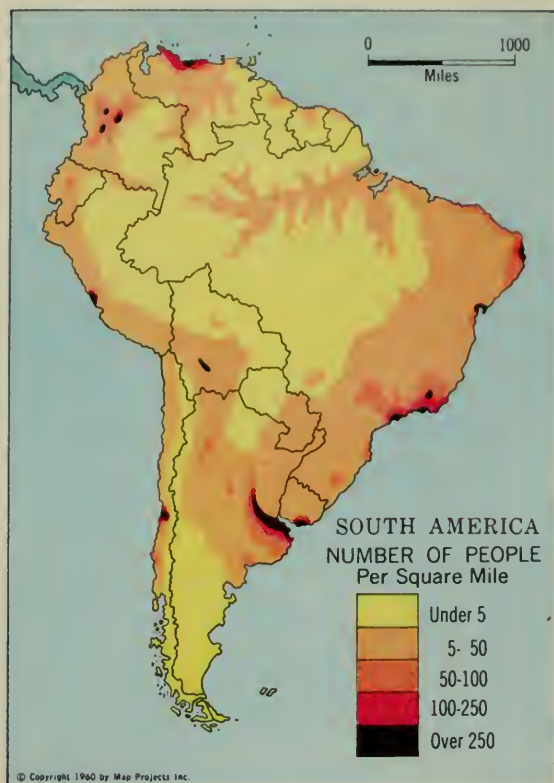 0 1000
Miles
SOUTH AMERICA
NUMBER OF PEOPLE
Per Square Mile
Under 5
5- 50
50-100
100-250
Over 250
© Copyright 1960 by Map Projects Inc.